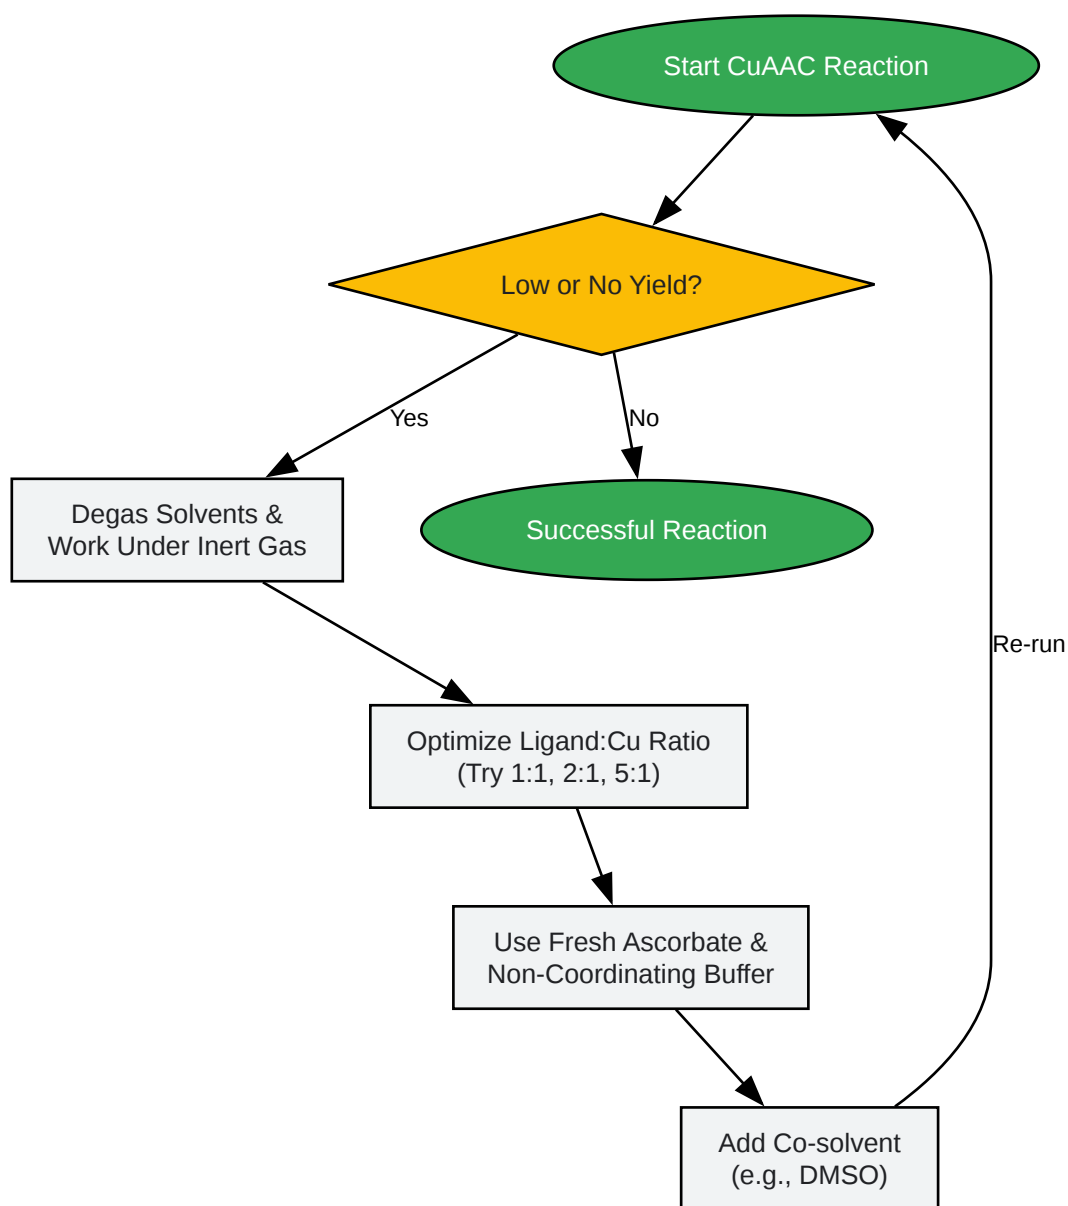 Start CuAAC Reaction
Low or No Yield?
Yes
No
Degas Solvents &
Work Under Inert Gas
Successful Reaction
Re-run
Optimize Ligand:Cu Ratio
(Try 1:1, 2:1, 5:1)
Use Fresh Ascorbate &
Non-Coordinating Buffer
Add Co-solvent
(e.g., DMSO)